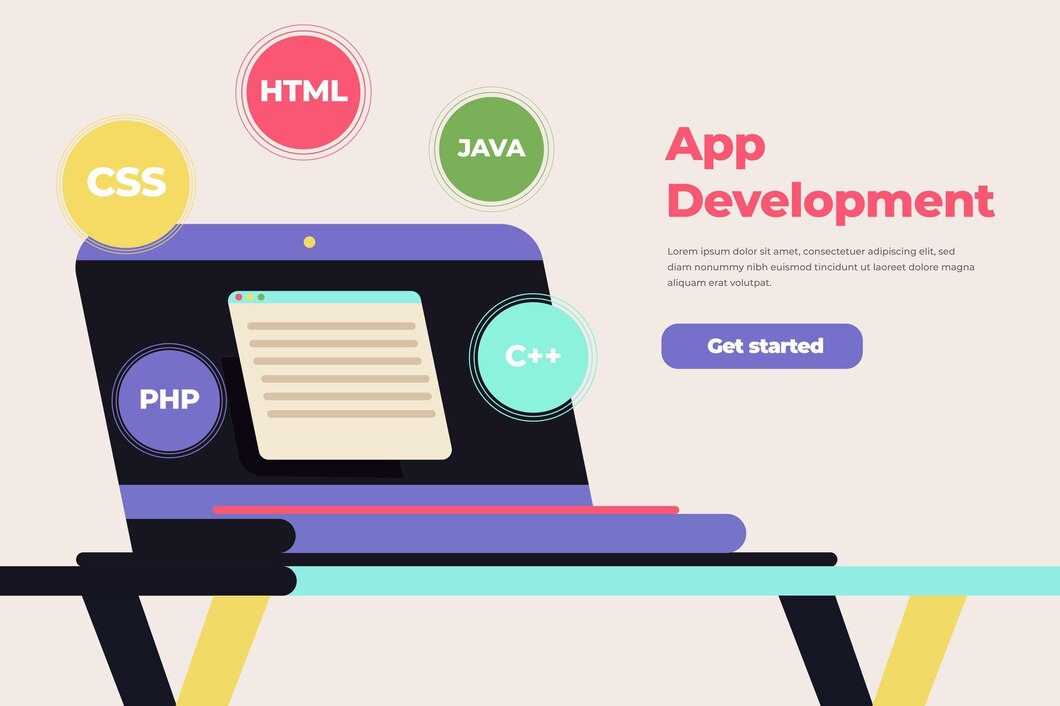 HTML
JAVA
CSS
C++
PHP
App
Development
Lorem ipsum dolor sit amet, consectetuer adipiscing elit, sed
diam nonummy nibh euismod tincidunt ut laoreet dolore magna
aliquam erat volutpat.
Get started